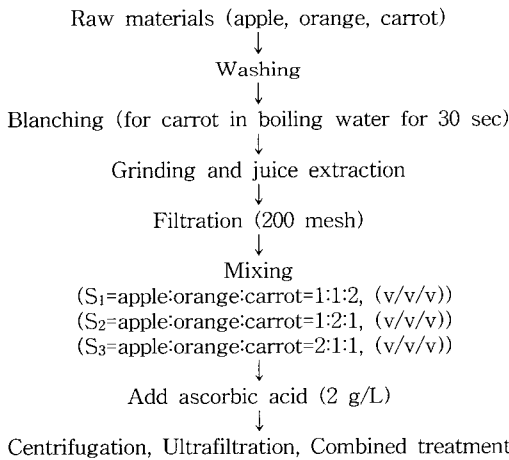 Raw materials (apple, orange, carrot)
↓
Washing
↓
Blanching (for carrot in boiling water for 30 sec)
↓
Grinding and juice extraction
↓
Filtration (200 mesh)
↓
Mixing
(S₁=apple:orange:carrot=1:1:2, (v/v/v))
(S₂=apple:orange:carrot=1:2:1, (v/v/v))
(S₃=apple:orange:carrot=2:1:1, (v/v/v))
↓
Add ascorbic acid (2 g/L)
↓
Centrifugation, Ultrafiltration, Combined treatment